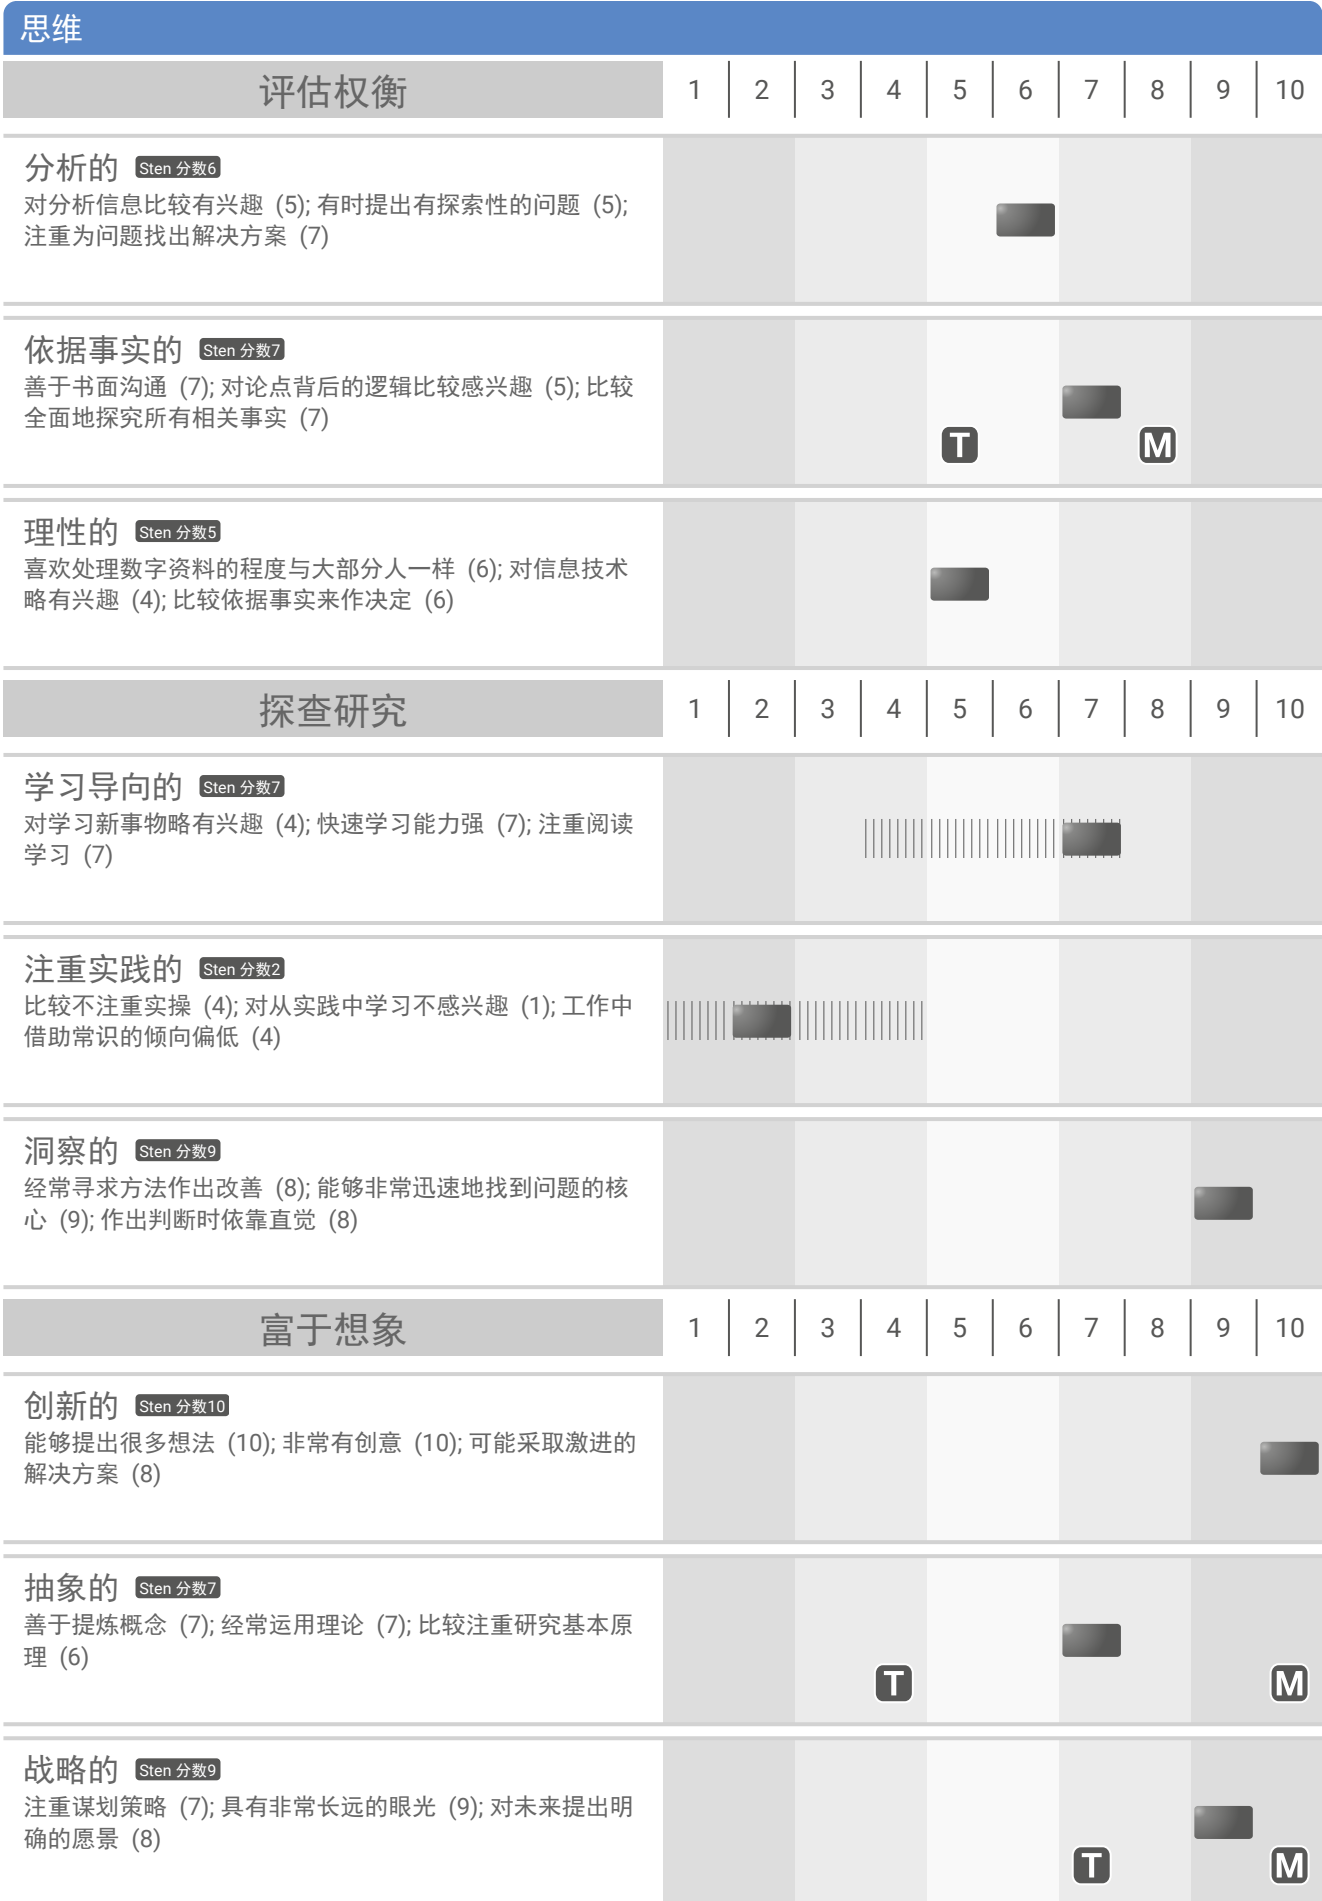 思维
评估权衡 1 2 3 4 5 6 7 8 9 10
分析的 Sten 分数6
对分析信息比较有兴趣 (5); 有时提出有探索性的问题 (5);
注重为问题找出解决方案 (7)
依据事实的 Sten 分数7
善于书面沟通 (7); 对论点背后的逻辑比较感兴趣 (5); 比较
全面地探究所有相关事实 (7)
T M
理性的 Sten 分数5
喜欢处理数字资料的程度与大部分人一样 (6); 对信息技术
略有兴趣 (4); 比较依据事实来作决定 (6)
探查研究 1 2 3 4 5 6 7 8 9 10
学习导向的 Sten 分数7
对学习新事物略有兴趣 (4); 快速学习能力强 (7); 注重阅读
学习 (7)
注重实践的 Sten 分数2
比较不注重实操 (4); 对从实践中学习不感兴趣 (1); 工作中
借助常识的倾向偏低 (4)
洞察的 Sten 分数9
经常寻求方法作出改善 (8); 能够非常迅速地找到问题的核
心 (9); 作出判断时依靠直觉 (8)
富于想象 1 2 3 4 5 6 7 8 9 10
创新的 Sten 分数10
能够提出很多想法 (10); 非常有创意 (10); 可能采取激进的
解决方案 (8)
抽象的 Sten 分数7
善于提炼概念 (7); 经常运用理论 (7); 比较注重研究基本原
理 (6)
T M
战略的 Sten 分数9
注重谋划策略 (7); 具有非常长远的眼光 (9); 对未来提出明
确的愿景 (8)
T M